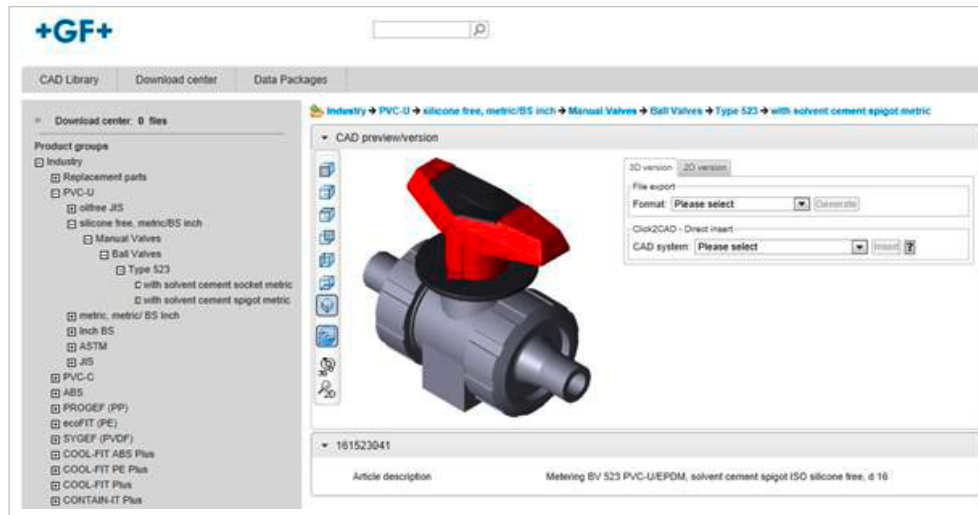 +GF+
CAD Library Download center Data Packages
» Download center: 0 files
Product groups
Industry
Replacement parts
PVC-U
oilfree JIS
silicone free, metric/BS inch
Manual Valves
Ball Valves
Type 523
with solvent cement socket metric
with solvent cement spigot metric
metric, metric/ BS Inch
Inch BS
ASTM
JIS
PVC-C
ABS
PROGEF (PP)
ecoFIT (PE)
SYGEF (PVDF)
COOL-FIT ABS Plus
COOL-FIT PE Plus
COOL-FIT Plus
CONTAIN-IT Plus
Industry → PVC-U → silicone free, metric/BS inch → Manual Valves → Ball Valves → Type 523 → with solvent cement spigot metric
CAD preview/version
3D
2D
3D version 2D version
File export
Format: Please select Generate
Click2CAD - Direct insert
CAD system: Please select Insert ?
161523041
Article description Metering BV 523 PVC-U/EPDM, solvent cement spigot ISO silicone free, d 16